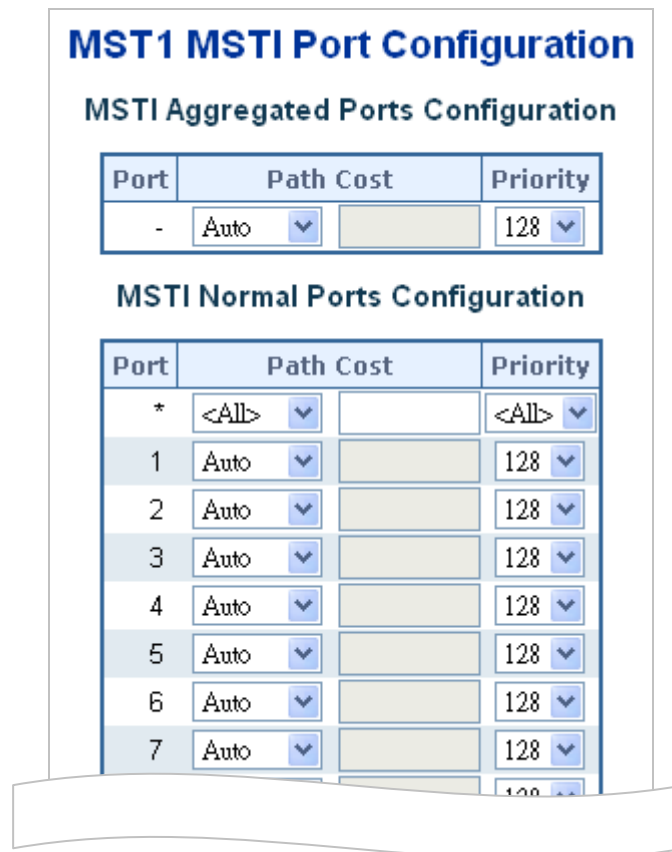 MST1 MSTI Port Configuration
MSTI Aggregated Ports Configuration
Port Path Cost Priority
- Auto 128
MSTI Normal Ports Configuration
Port Path Cost Priority
* <All> <All>
1 Auto 128
2 Auto 128
3 Auto 128
4 Auto 128
5 Auto 128
6 Auto 128
7 Auto 128